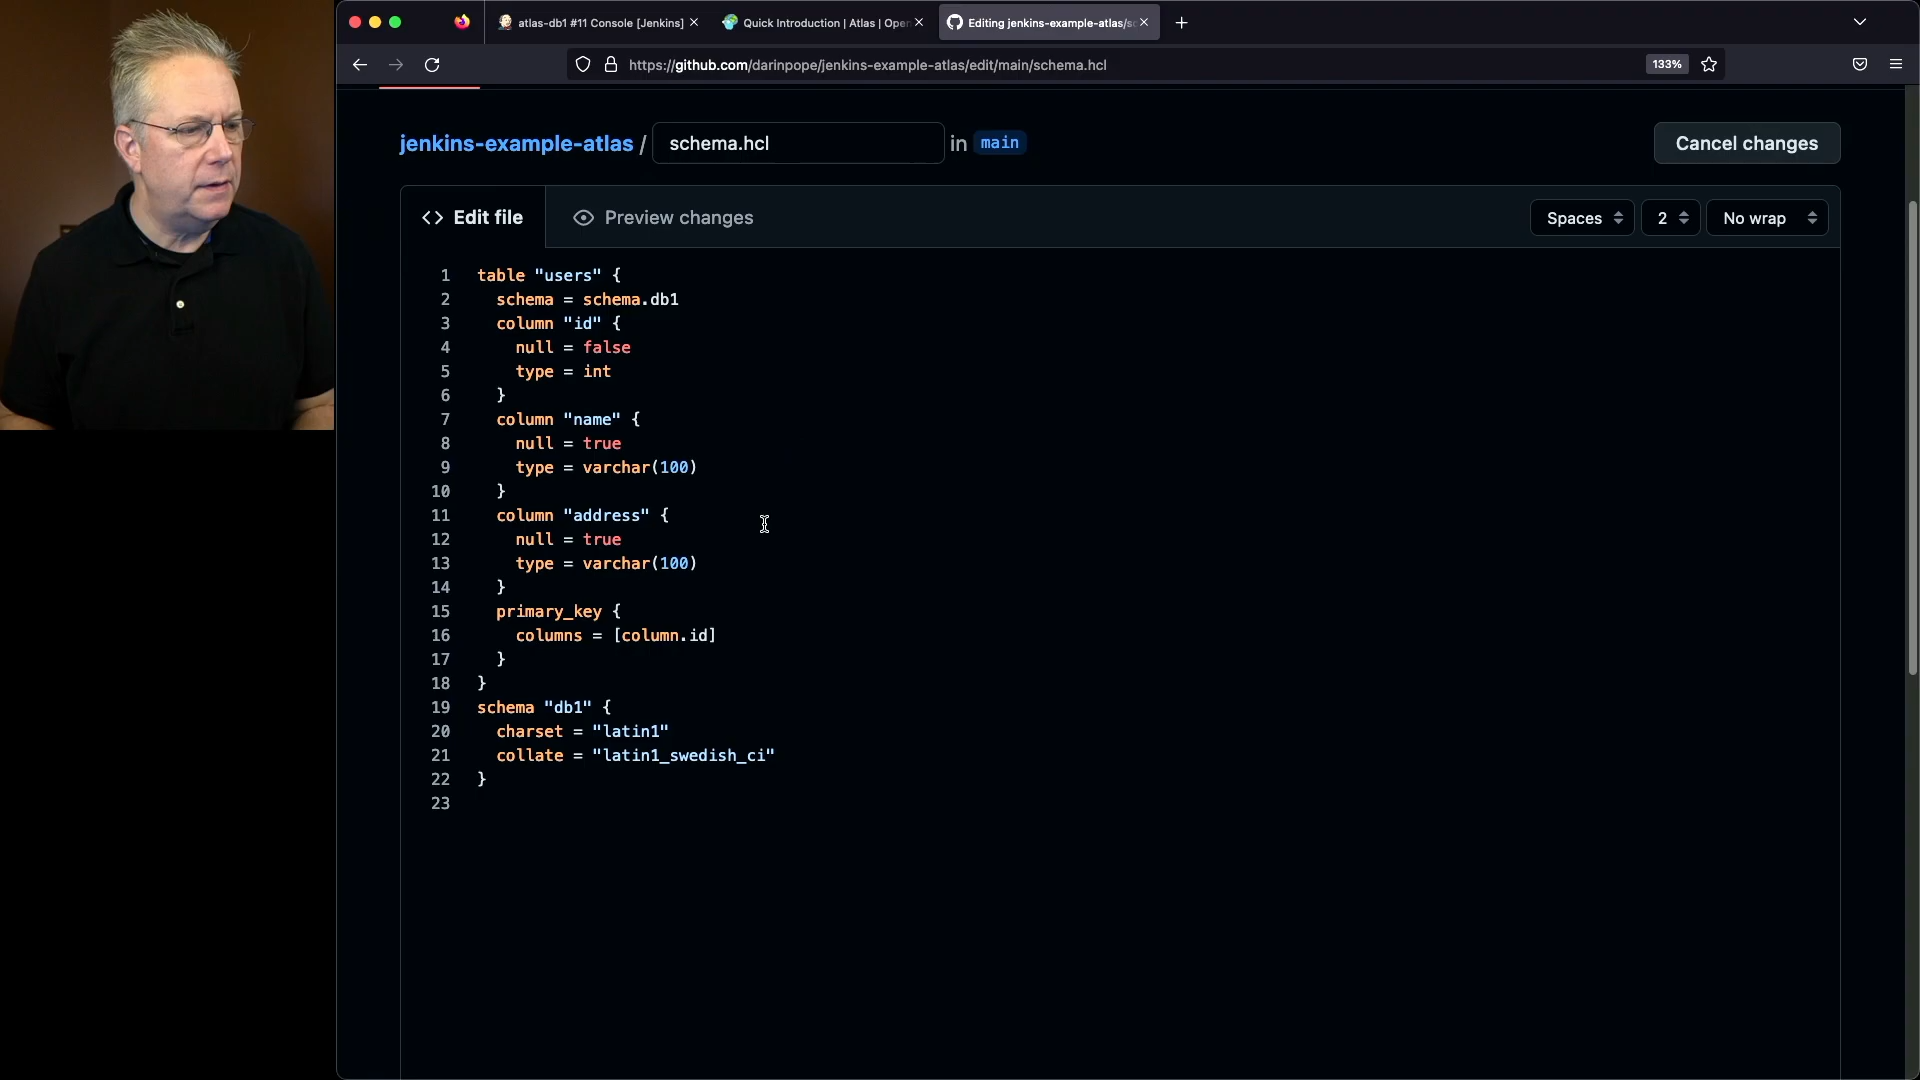 atlas-db1 #11 Console [Jenkins]
Quick Introduction | Atlas | Open
Editing jenkins-example-atlas/sc
https://github.com/darinpope/jenkins-example-atlas/edit/main/schema.hcl
133%
jenkins-example-atlas / schema.hcl in main
Cancel changes
<> Edit file
Preview changes
Spaces
2
No wrap
1 table "users" {
2   schema = schema.db1
3   column "id" {
4     null = false
5     type = int
6   }
7   column "name" {
8     null = true
9     type = varchar(100)
10   }
11   column "address" {
12     null = true
13     type = varchar(100)
14   }
15   primary_key {
16     columns = [column.id]
17   }
18 }
19 schema "db1" {
20   charset = "latin1"
21   collate = "latin1_swedish_ci"
22 }
23